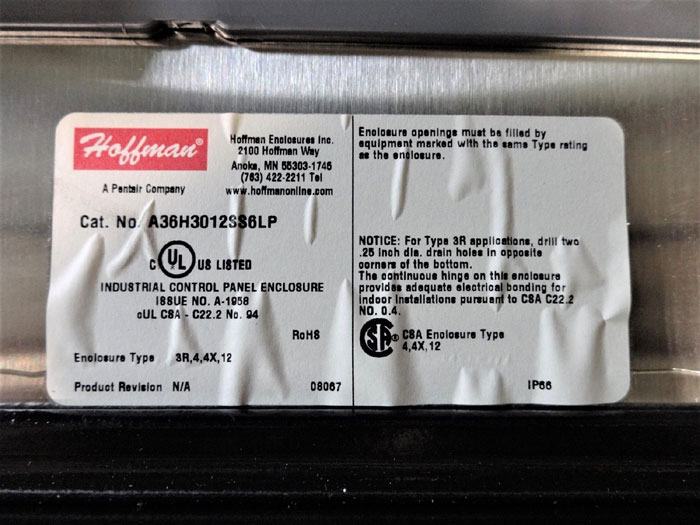 Hoffman®
A Pentair Company
Hoffman Enclosures Inc.
2100 Hoffman Way
Anoka, MN 55303-1745
(763) 422-2211 Tel
www.hoffmanonline.com
Cat. No. A36H3012SS6LP
C UL US LISTED
INDUSTRIAL CONTROL PANEL ENCLOSURE
ISSUE NO. A-1958
cUL CSA - C22.2 No. 94
RoHS
Enclosure Type 3R,4,4X,12
Product Revision N/A 08067
Enclosure openings must be filled by
equipment marked with the same Type rating
as the enclosure.
NOTICE: For Type 3R applications, drill two
.25 inch dia. drain holes in opposite
corners of the bottom.
The continuous hinge on this enclosure
provides adequate electrical bonding for
indoor installations pursuant to CSA C22.2
NO. 0.4.
SA® CSA Enclosure Type
4,4X,12
IP66